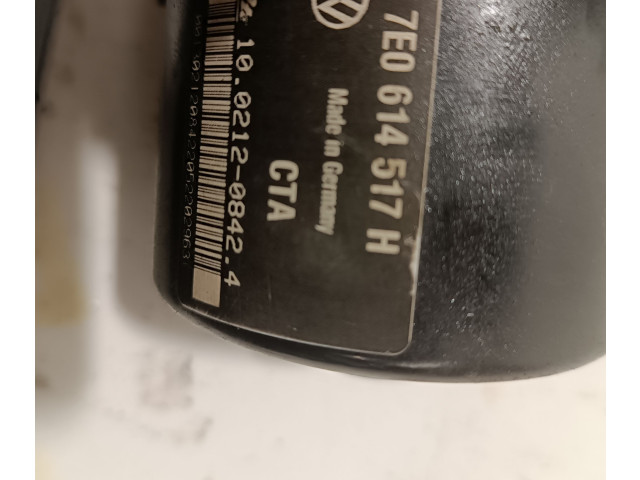 7E0 614 517 H
Made in Germany
CTA
10.0212-0842.4